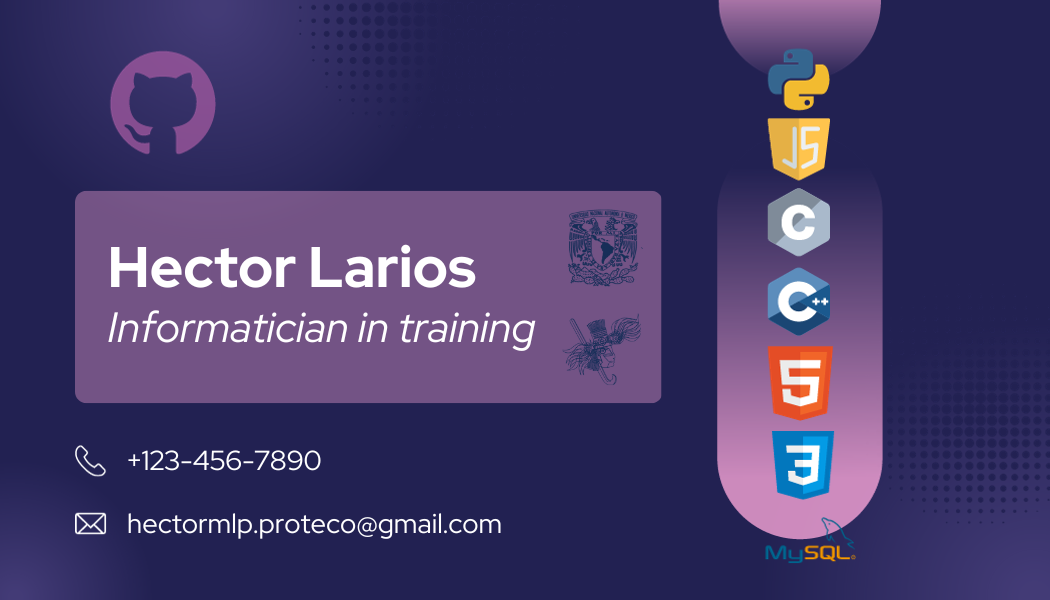 Hector Larios
Informatician in training
+123-456-7890
hectormlp.proteco@gmail.com
JS
C
C++
5
3
MySQL